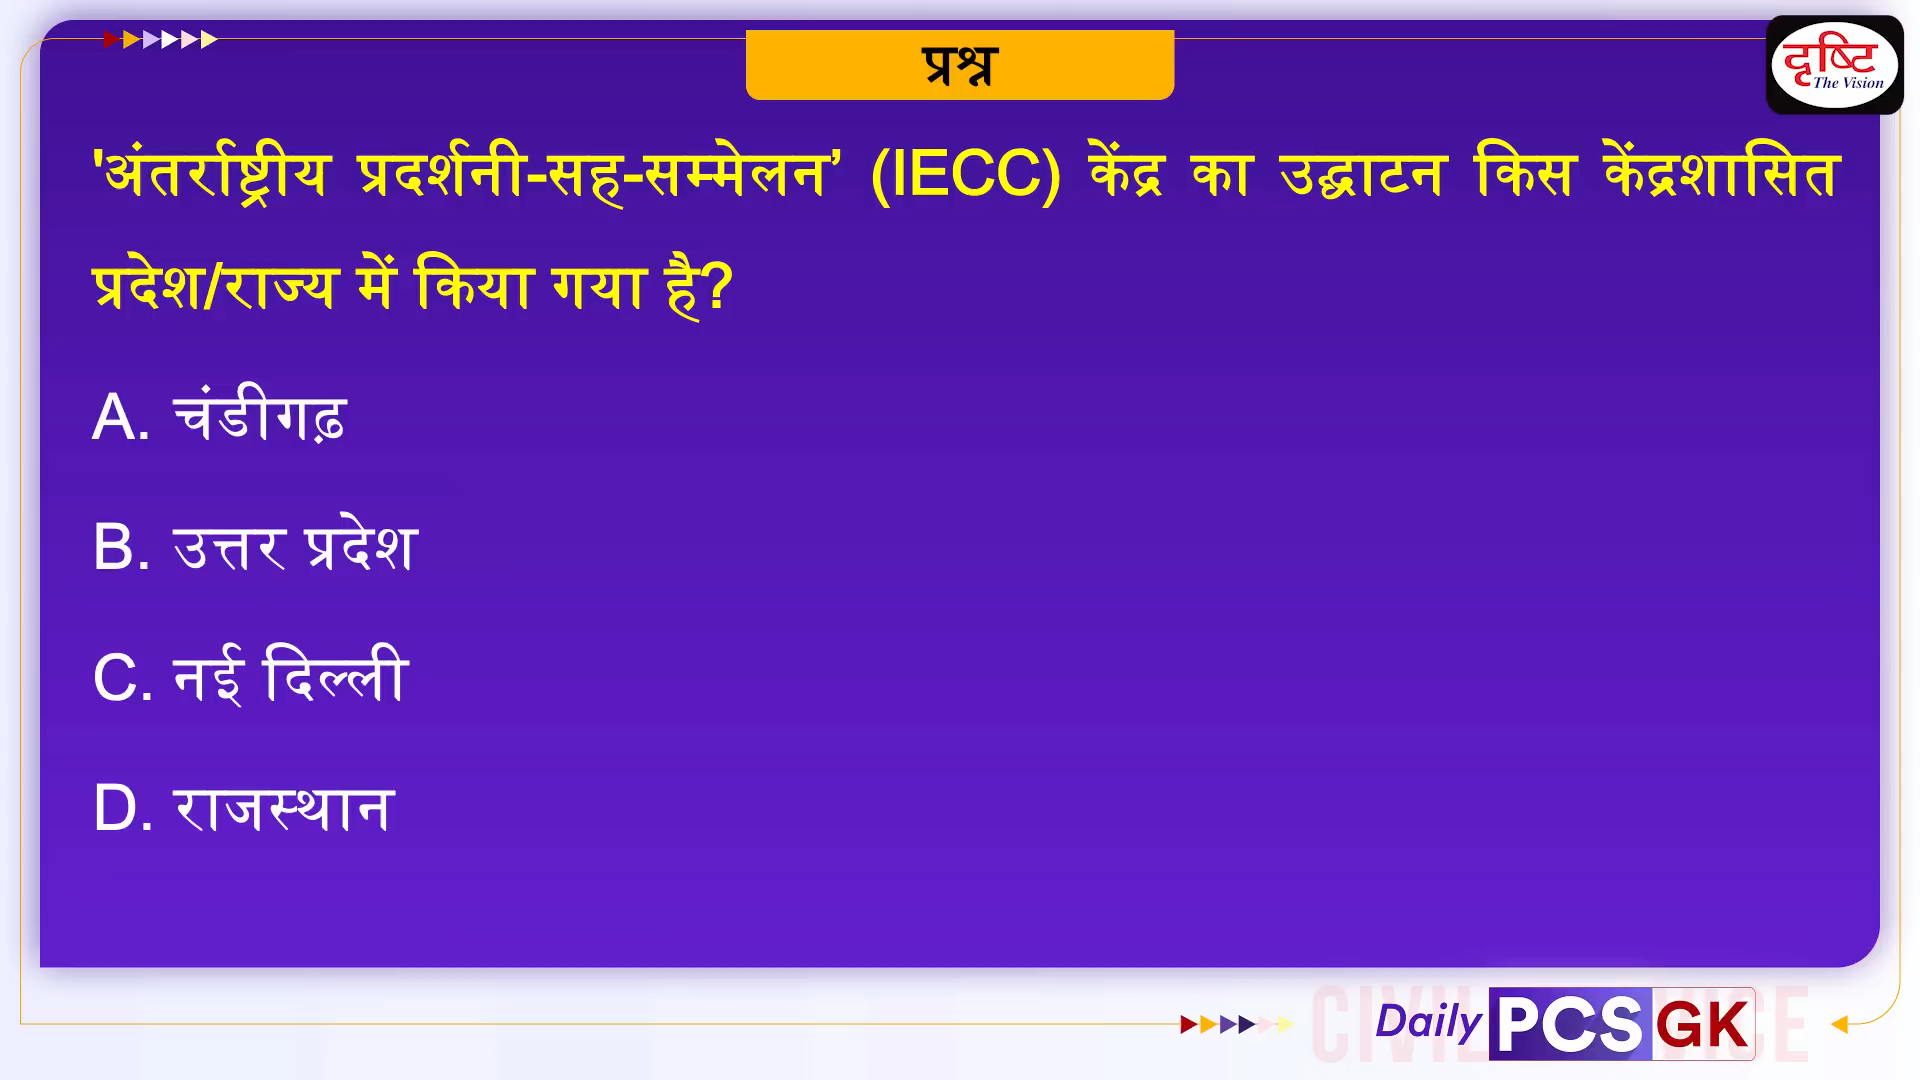 प्रश्न
दृष्टि
The Vision
'अंतर्राष्ट्रीय प्रदर्शनी-सह-सम्मेलन’ (IECC) केंद्र का उद्घाटन किस केंद्रशासित
प्रदेश/राज्य में किया गया है?
A. चंडीगढ़
B. उत्तर प्रदेश
C. नई दिल्ली
D. राजस्थान
Daily PCS GK